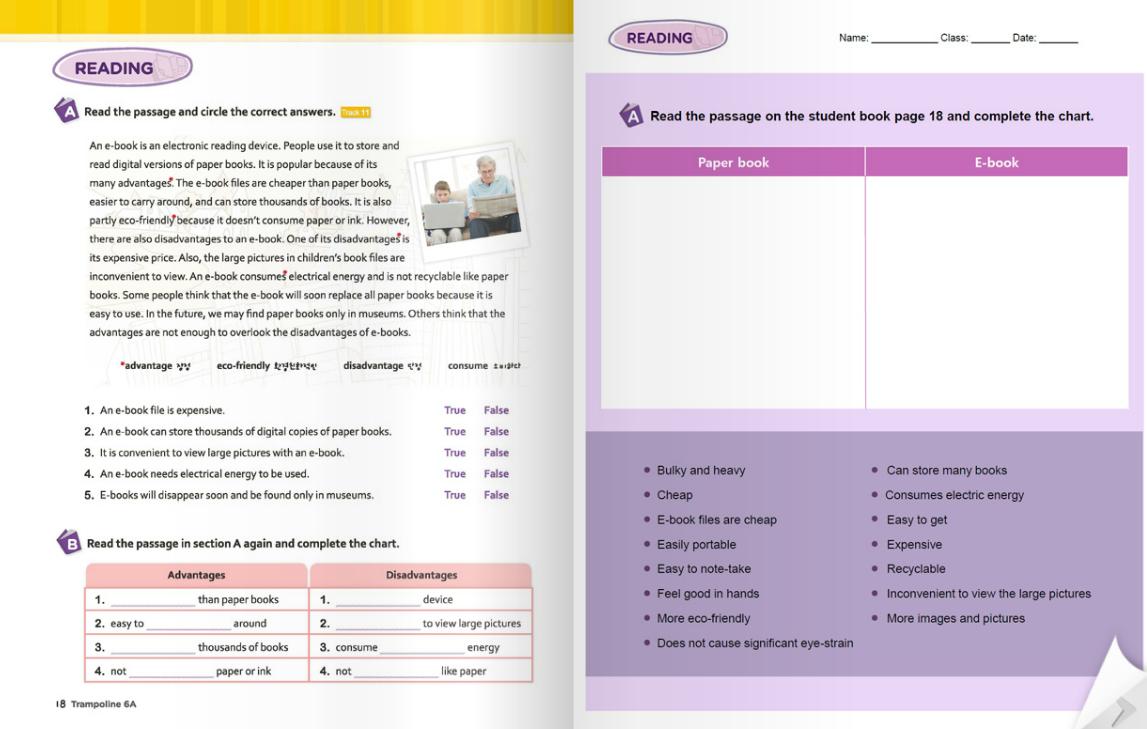 READING
A Read the passage and circle the correct answers. Track 11
An e-book is an electronic reading device. People use it to store and
read digital versions of paper books. It is popular because of its
many advantages*. The e-book files are cheaper than paper books,
easier to carry around, and can store thousands of books. It is also
partly eco-friendly* because it doesn't consume paper or ink. However,
there are also disadvantages to an e-book. One of its disadvantages* is
its expensive price. Also, the large pictures in children's book files are
inconvenient to view. An e-book consumes* electrical energy and is not recyclable like paper
books. Some people think that the e-book will soon replace all paper books because it is
easy to use. In the future, we may find paper books only in museums. Others think that the
advantages are not enough to overlook the disadvantages of e-books.
*advantage eco-friendly disadvantage consume
1. An e-book file is expensive. True False
2. An e-book can store thousands of digital copies of paper books. True False
3. It is convenient to view large pictures with an e-book. True False
4. An e-book needs electrical energy to be used. True False
5. E-books will disappear soon and be found only in museums. True False
B Read the passage in section A again and complete the chart.
Advantages Disadvantages
1. ____________ than paper books 1. ____________ device
2. easy to ____________ around 2. ____________ to view large pictures
3. ____________ thousands of books 3. consume ____________ energy
4. not ____________ paper or ink 4. not ____________ like paper
18 Trampoline 6A
READING
Name: ____________ Class: _______ Date: _______
A Read the passage on the student book page 18 and complete the chart.
Paper book E-book
• Bulky and heavy
• Cheap
• E-book files are cheap
• Easily portable
• Easy to note-take
• Feel good in hands
• More eco-friendly
• Does not cause significant eye-strain
• Can store many books
• Consumes electric energy
• Easy to get
• Expensive
• Recyclable
• Inconvenient to view the large pictures
• More images and pictures